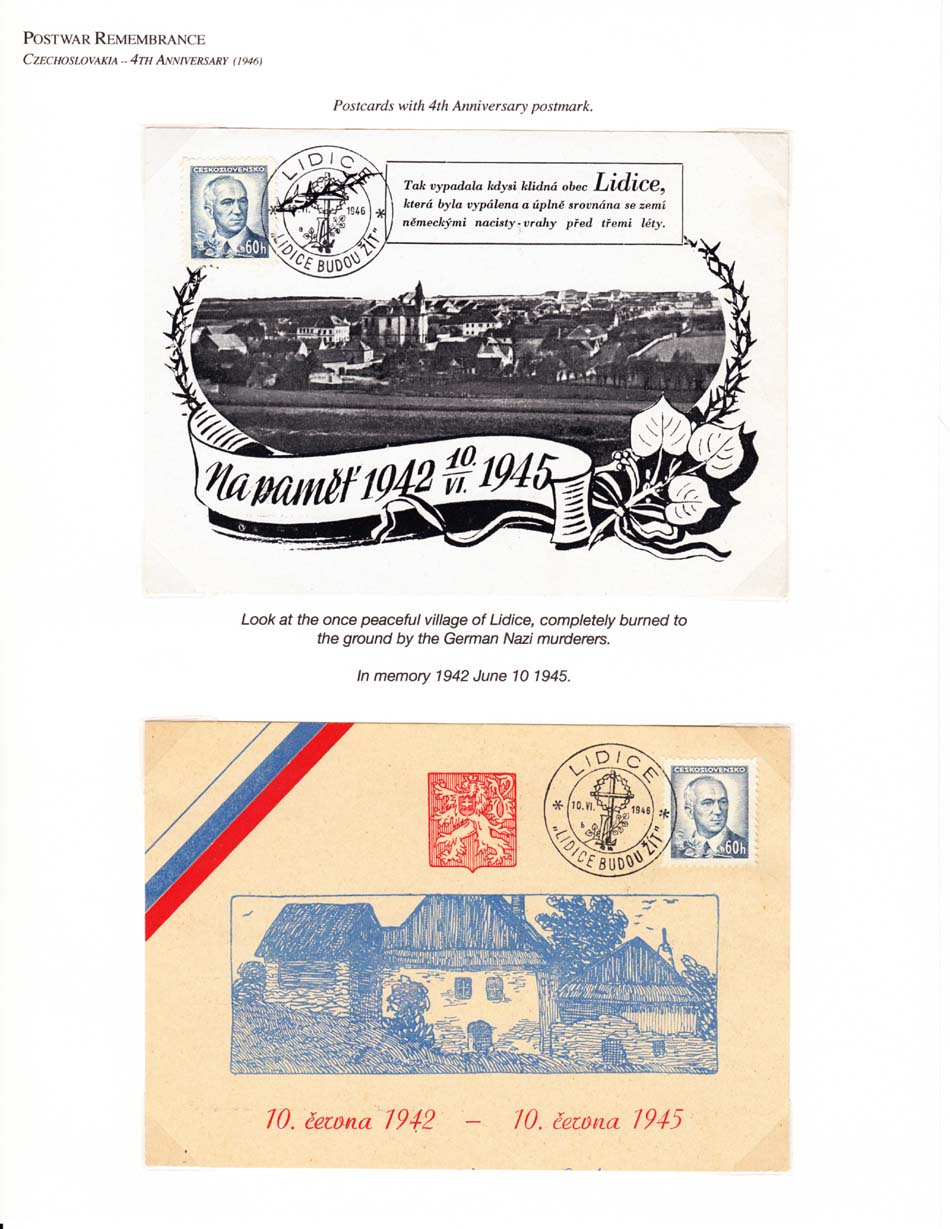 POSTWAR REMEMBRANCE
CZECHOSLOVAKIA -- 4TH ANNIVERSARY (1946)
Postcards with 4th Anniversary postmark.
ČESKOSLOVENSKO
60h
LIDICE
VI. 1946
„LIDICE BUDOU ŽÍT"
Tak vypadala kdysi klidná obec Lidice,
která byla vypálena a úplně srovnána se zemí
německými nacisty-vrahy před třemi léty.
Na paměť 1942 10. VI. 1945
Look at the once peaceful village of Lidice, completely burned to
the ground by the German Nazi murderers.
In memory 1942 June 10 1945.
LIDICE
10. VI. 1946
b
„LIDICE BUDOU ŽÍT"
ČESKOSLOVENSKO
60h
10. června 1942 – 10. června 1945